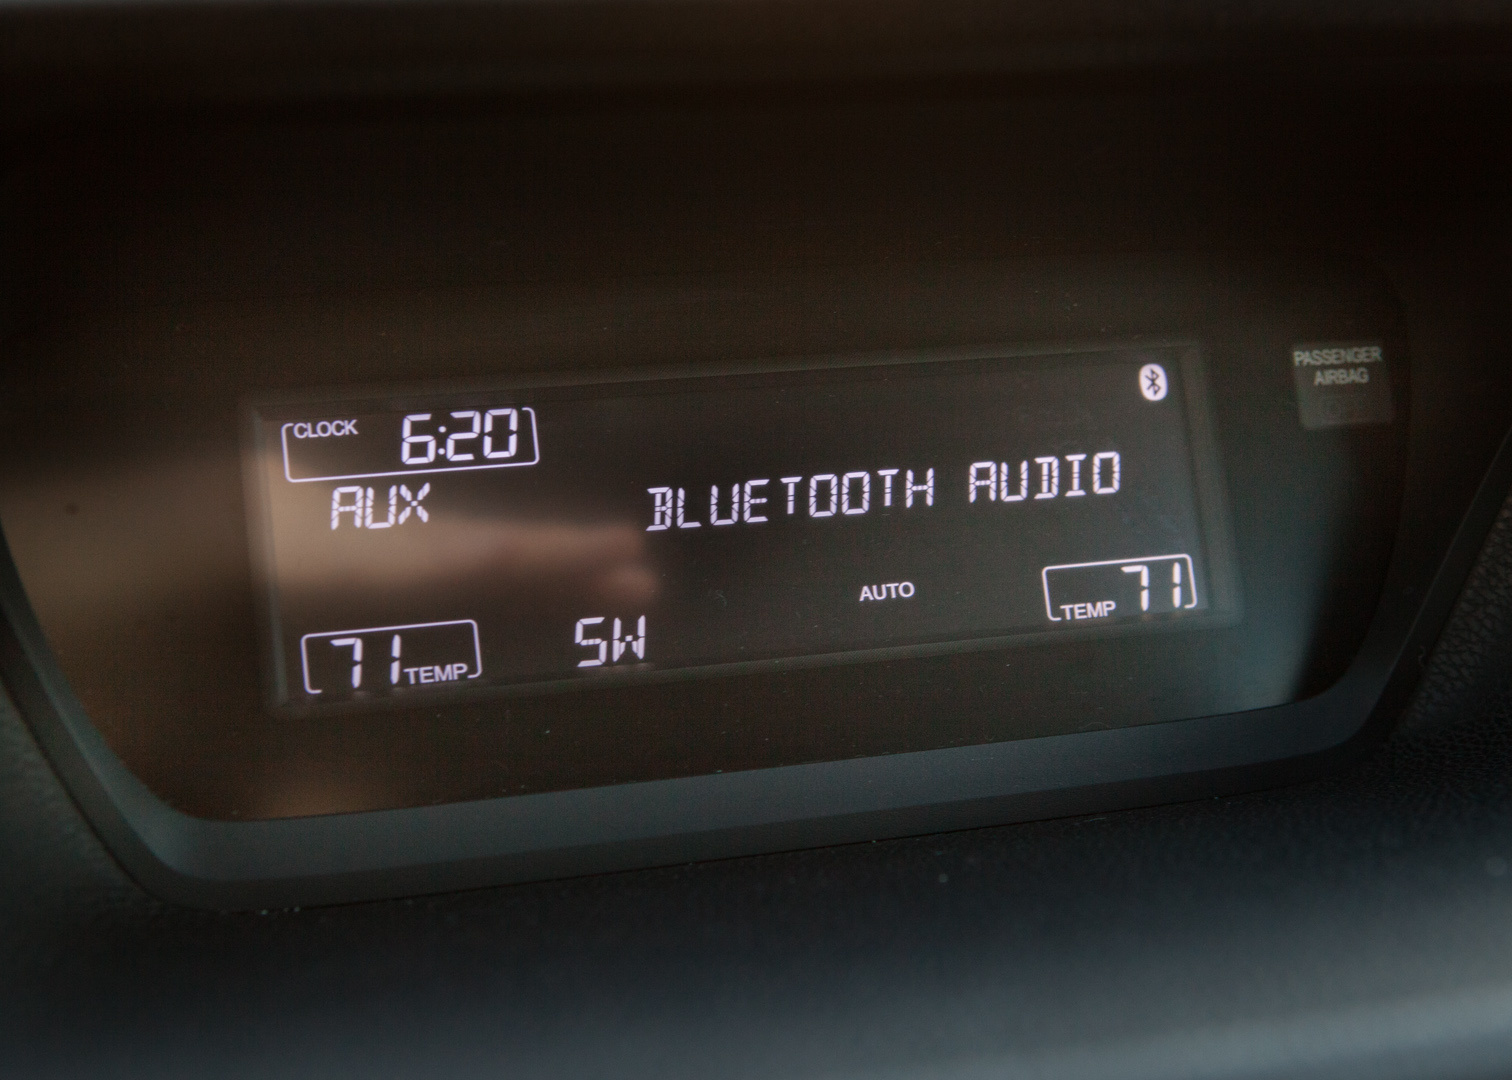 CLOCK 6:20
AUX
BLUETOOTH AUDIO
AUTO
71 TEMP
SW
TEMP 71
PASSENGER
AIRBAG